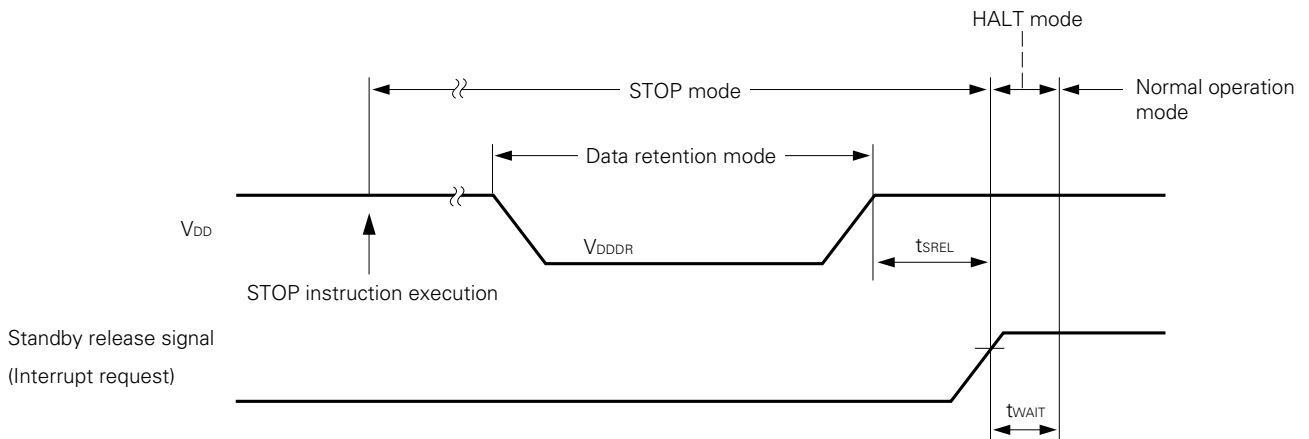 HALT mode
STOP mode
Normal operation
mode
Data retention mode
VDD
VDDDR
tSREL
STOP instruction execution
Standby release signal
(Interrupt request)
tWAIT